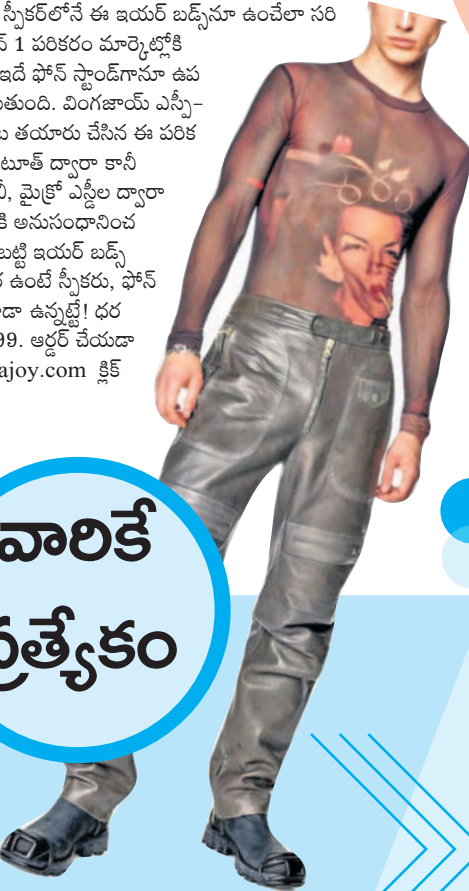 స్పీకర్‌లోనే ఈ ఇయర్ బడ్స్‌నూ ఉంచేలా సరి
1 పరికరం మార్కెట్లోకి
ఇదే ఫోన్ స్టాండ్‌గానూ ఉప
వింగజాయ్ ఎస్పీ–
తయారు చేసిన ఈ పరిక
ద్వారా కానీ
మైక్రో ఎస్డీల ద్వారా
అనుసంధానించ
ఇయర్ బడ్స్
ఉంటే స్పీకరు, ఫోన్
ఉన్నట్టే! ధర
99. ఆర్డర్ చేయడా
ajoy.com క్లిక్
వారికే
ప్రత్యేకం